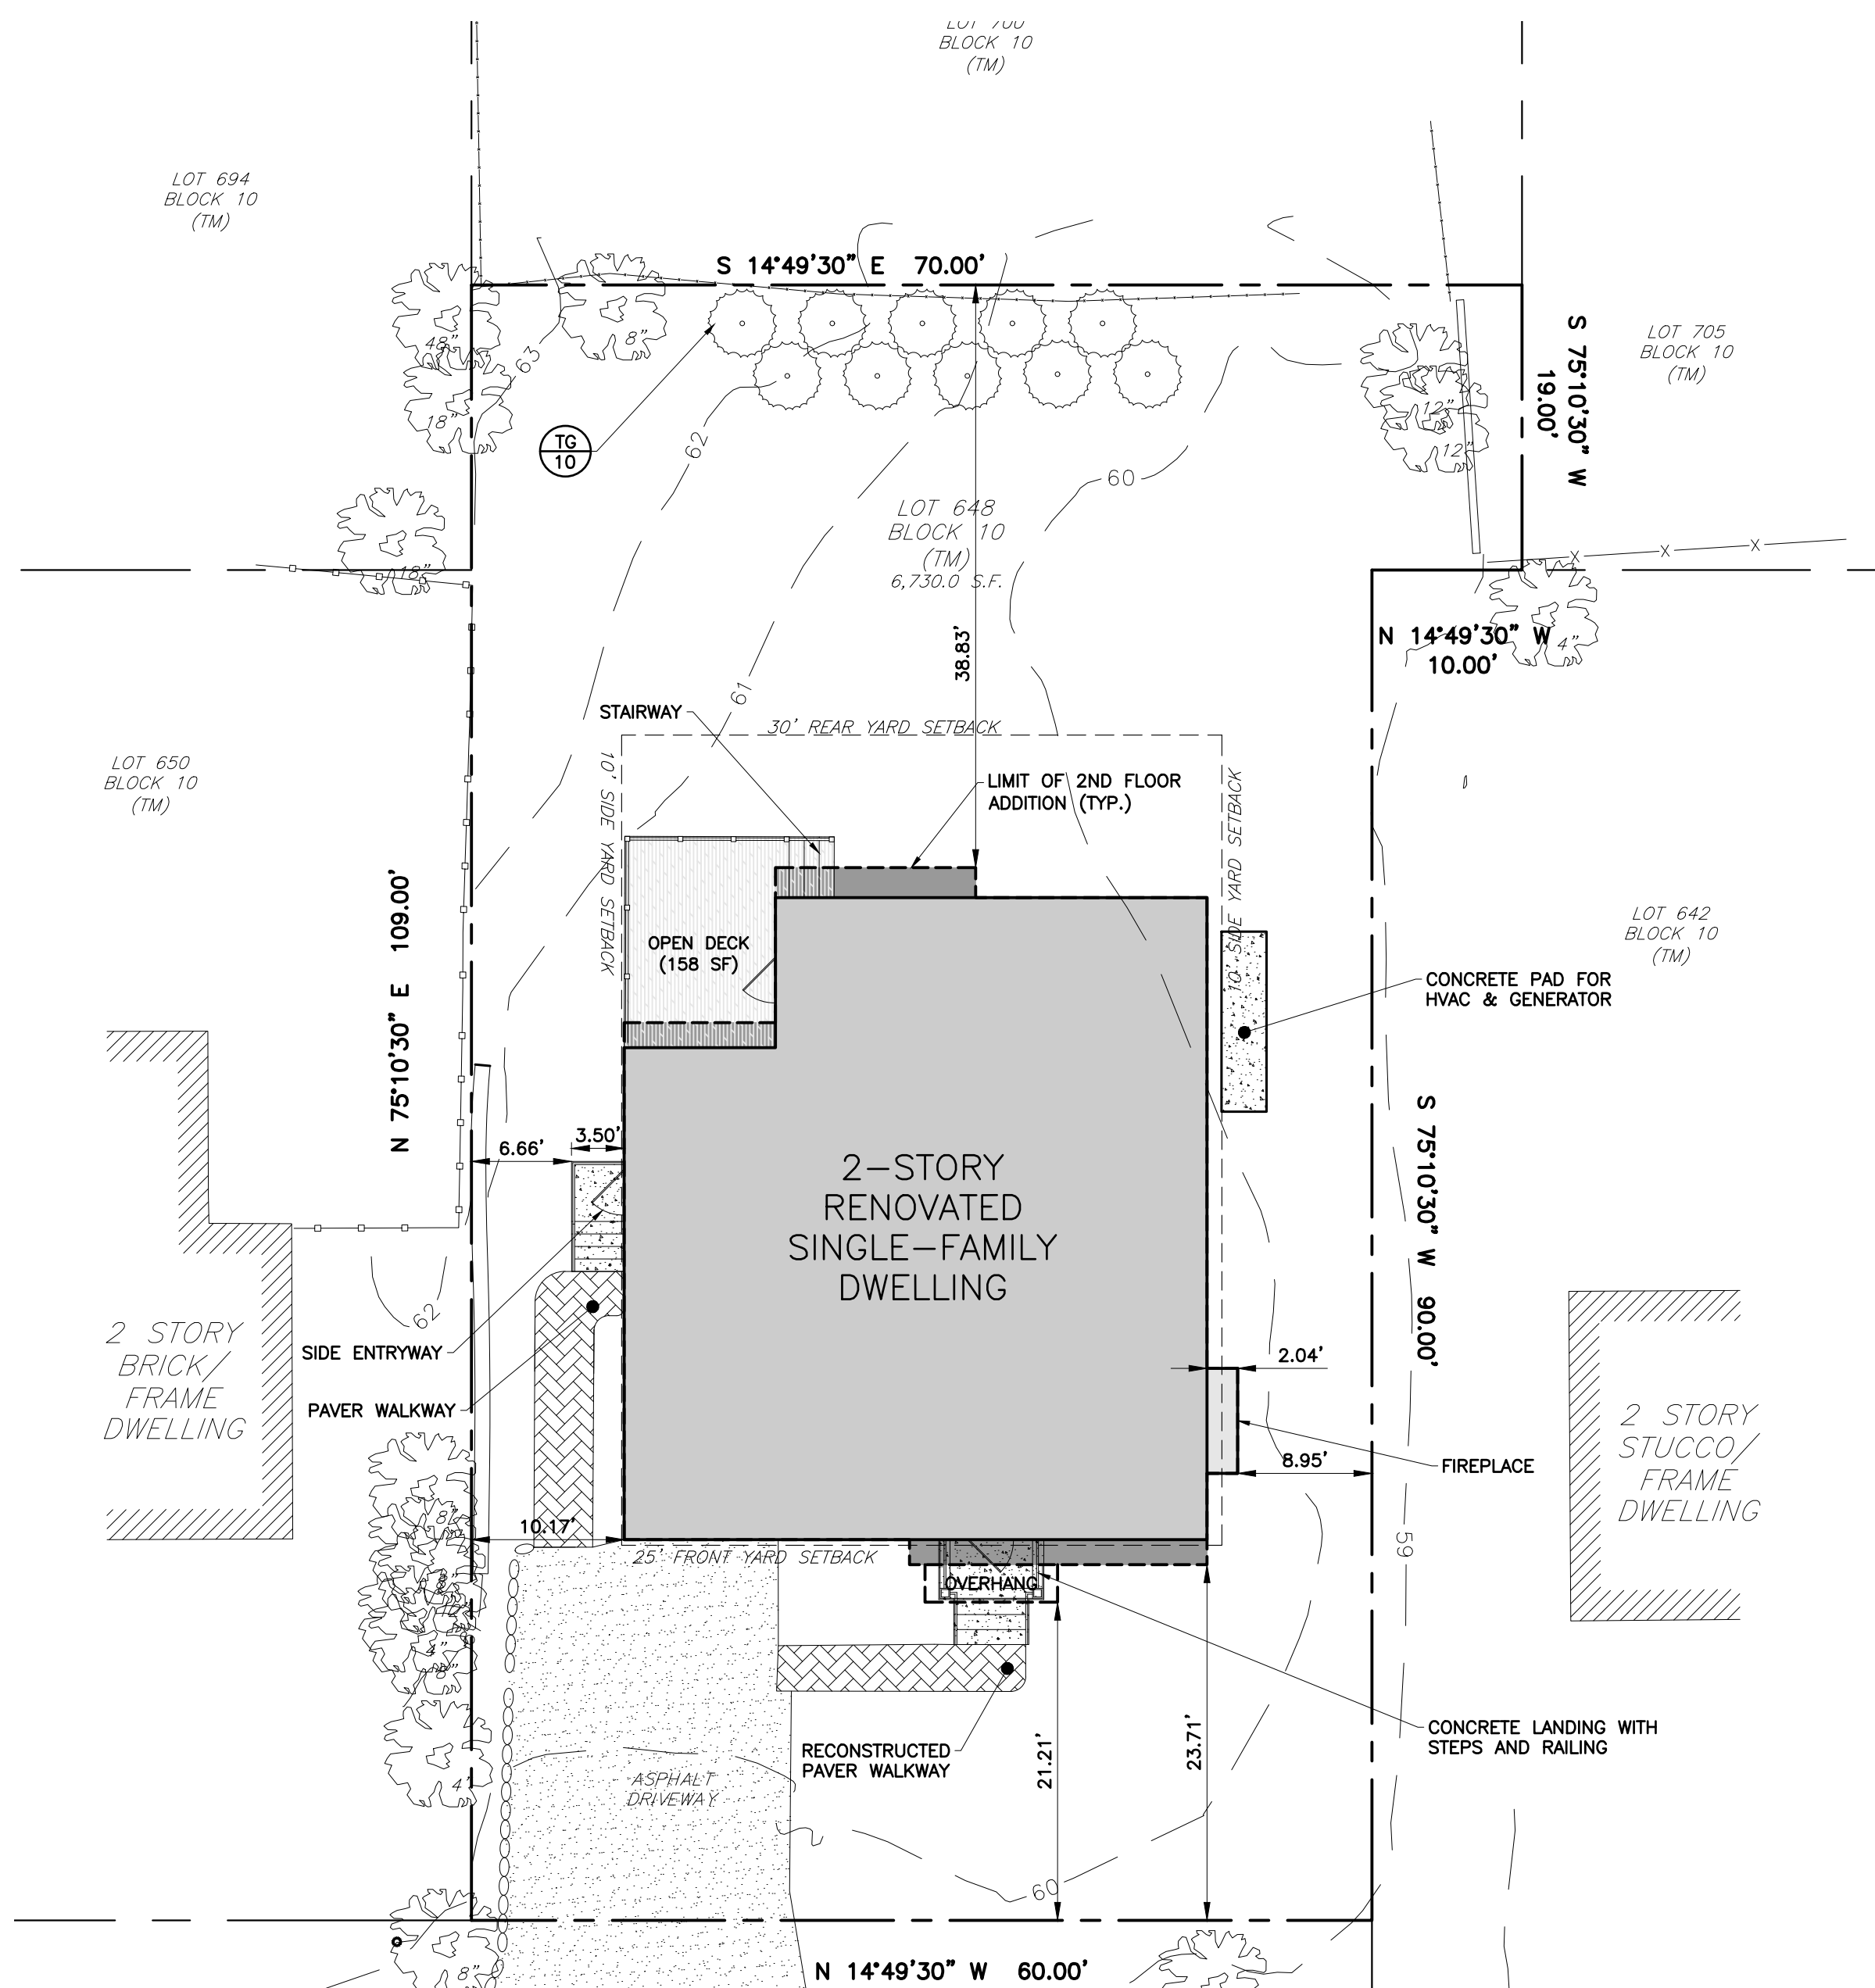 LOT 700
BLOCK 10
(TM)
LOT 694
BLOCK 10
(TM)
S 14°49'30" E 70.00'
S 75°10'30" W
19.00'
LOT 705
BLOCK 10
(TM)
48"
8"
63
18"
12"
12"
62
TG
10
60
LOT 648
BLOCK 10
(TM)
6,730.0 S.F.
18"
N 14°49'30" W
10.00'
4"
38.83'
61
STAIRWAY
30' REAR YARD SETBACK
10' SIDE YARD SETBACK
LIMIT OF 2ND FLOOR
ADDITION (TYP.)
10' SIDE YARD SETBACK
LOT 650
BLOCK 10
(TM)
N 75°10'30" E 109.00'
OPEN DECK
(158 SF)
LOT 642
BLOCK 10
(TM)
CONCRETE PAD FOR
HVAC & GENERATOR
6.66'
3.50'
2-STORY
RENOVATED
SINGLE-FAMILY
DWELLING
S 75°10'30" W 90.00'
62
2 STORY
BRICK/
FRAME
DWELLING
SIDE ENTRYWAY
PAVER WALKWAY
2.04'
8.95'
FIREPLACE
2 STORY
STUCCO/
FRAME
DWELLING
59
8"
10.17'
25' FRONT YARD SETBACK
OVERHANG
4"
8"
21.21'
23.71'
CONCRETE LANDING WITH
STEPS AND RAILING
RECONSTRUCTED
PAVER WALKWAY
ASPHALT
DRIVEWAY
4"
60
8"
N 14°49'30" W 60.00'